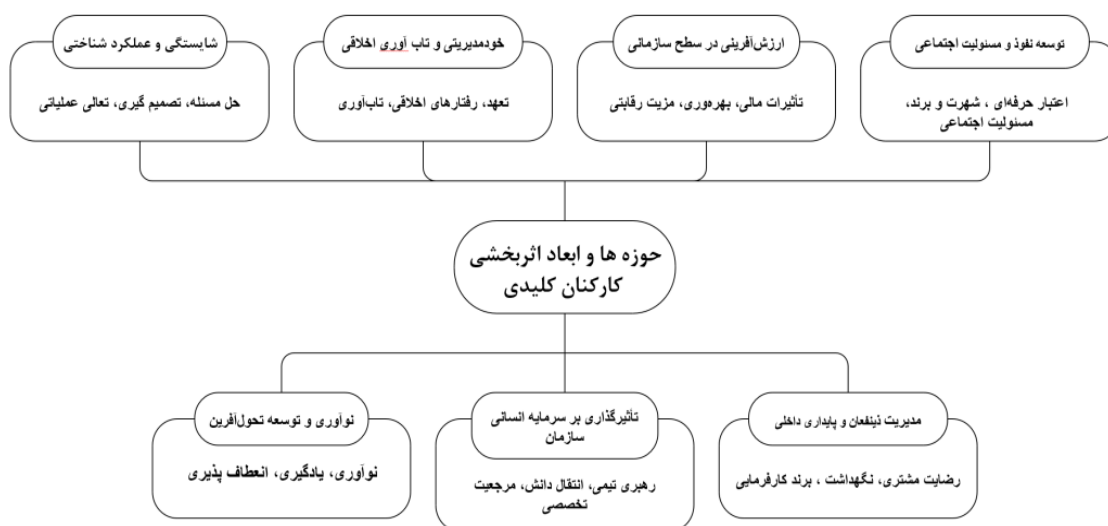 توسعه نفوذ و مسئولیت اجتماعی
اعتبار حرفه‌ای ، شهرت و برند،
مسئولیت اجتماعی
ارزش‌آفرینی در سطح سازمانی
تأثیرات مالی، بهره‌وری، مزیت رقابتی
خودمدیریتی و تاب آوری اخلاقی
تعهد، رفتارهای اخلاقی، تاب‌آوری
شایستگی و عملکرد شناختی
حل مسئله، تصمیم گیری، تعالی عملیاتی
حوزه ها و ابعاد اثربخشی
کارکنان کلیدی
مدیریت ذینفعان و پایداری داخلی
رضایت مشتری، نگهداشت ، برند کارفرمایی
تأثیرگذاری بر سرمایه انسانی
سازمان
رهبری تیمی، انتقال دانش، مرجعیت
تخصصی
نوآوری و توسعه تحول‌آفرین
نوآوری، یادگیری، انعطاف پذیری